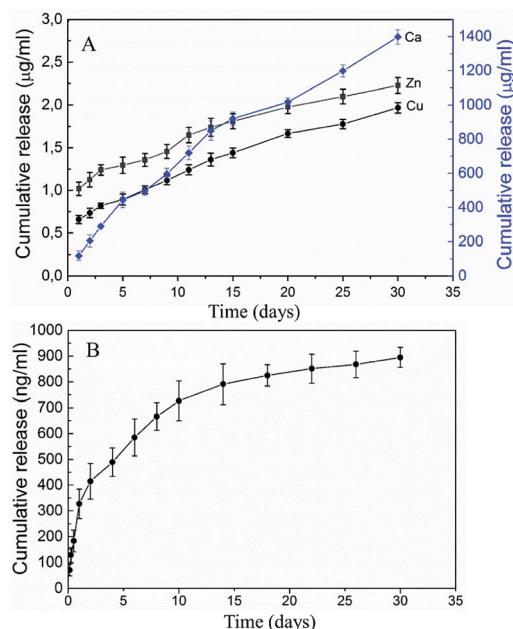 A
Cumulative release (µg/ml)
3,0
2,5
2,0
1,5
1,0
0,5
0,0
Ca
Zn
Cu
1400
1200
1000
800
600
400
200
0
Cumulative release (µg/ml)
0 5 10 15 20 25 30 35
Time (days)
B
Cumulative release (ng/ml)
1000
900
800
700
600
500
400
300
200
100
0
0 5 10 15 20 25 30 35
Time (days)